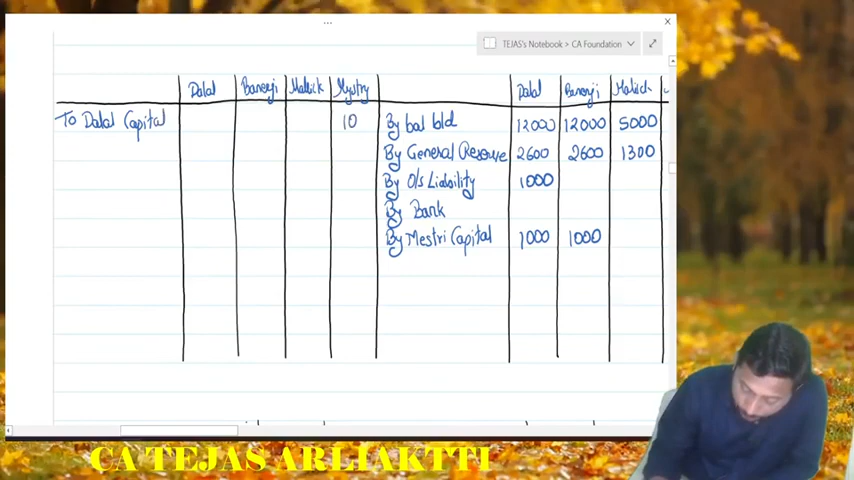 TEJAS's Notebook > CA Foundation
Dalal Banerji Mallick Mystry Dalal Banerji Mallick
To Dalal Capital 10 By bal b/d 12000 12000 5000
By General Reserve 2600 2600 1300
By O/s Liability 1000
By Bank
By Mestri Capital 1000 1000
CA TEJAS ARLIAKTTI